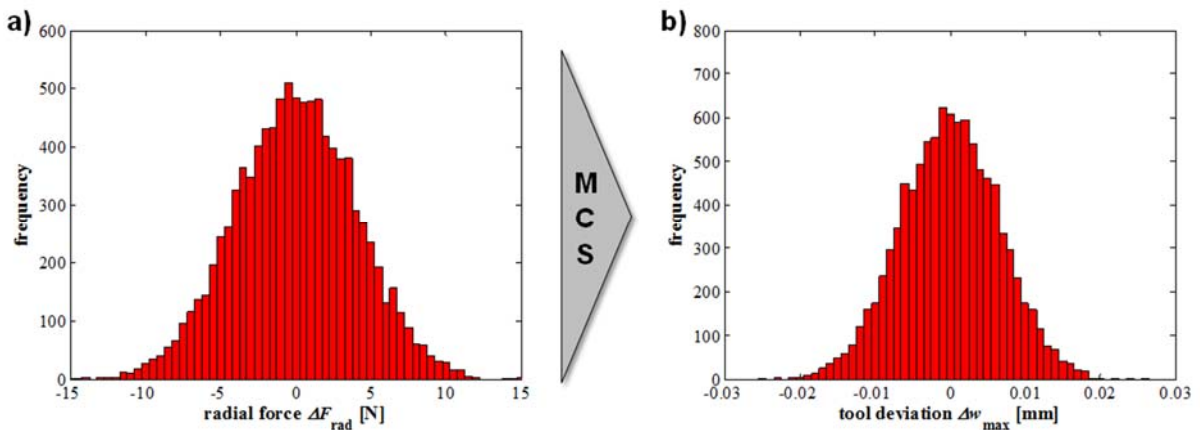 a)
600
500
400
300
200
100
0
frequency
-15 -10 -5 0 5 10 15
radial force ΔF_rad [N]
M
C
S
b)
800
700
600
500
400
300
200
100
0
frequency
-0.03 -0.02 -0.01 0 0.01 0.02 0.03
tool deviation Δw_max [mm]